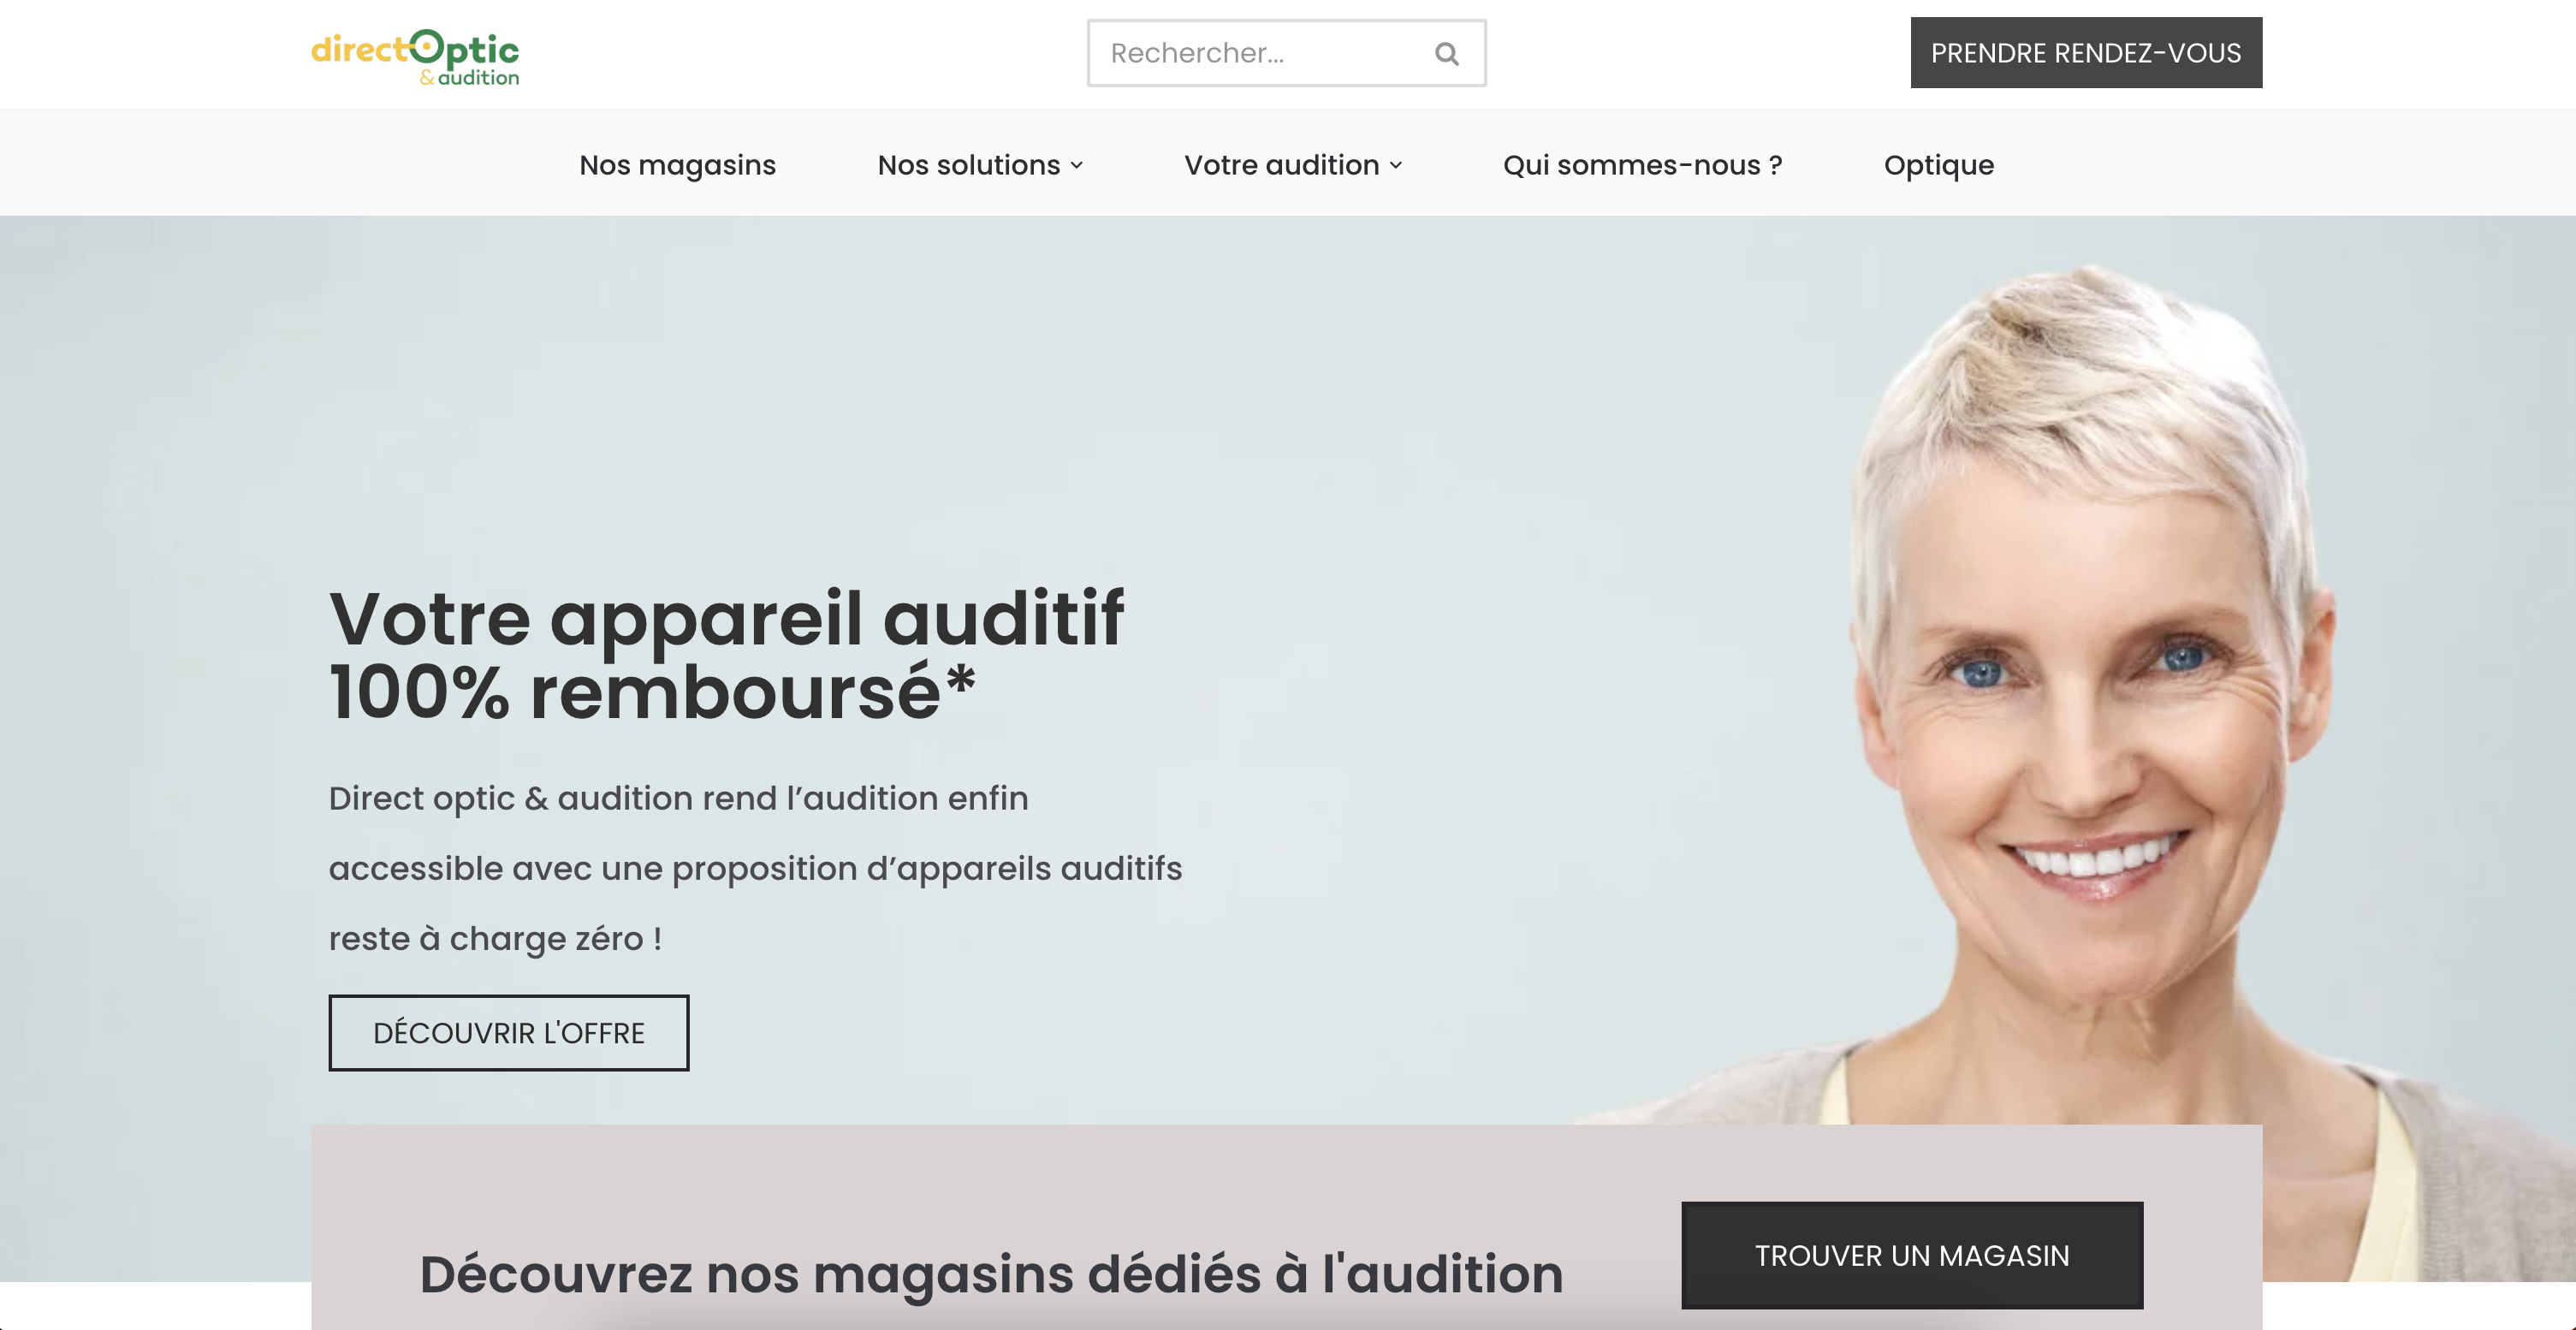 directOptic
& audition
Rechercher...
PRENDRE RENDEZ-VOUS
Nos magasins
Nos solutions
Votre audition
Qui sommes-nous ?
Optique
Votre appareil auditif
100% remboursé*
Direct optic & audition rend l’audition enfin
accessible avec une proposition d’appareils auditifs
reste à charge zéro !
DÉCOUVRIR L'OFFRE
Découvrez nos magasins dédiés à l'audition
TROUVER UN MAGASIN